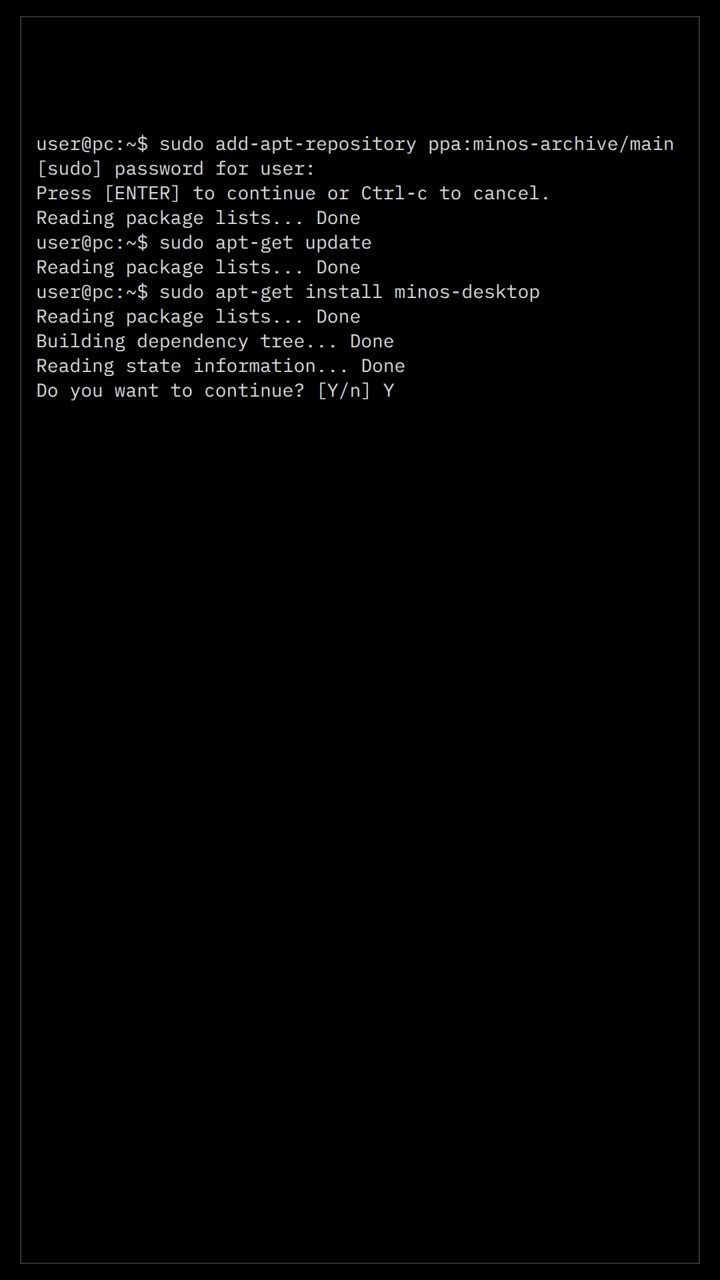 user@pc:~$ sudo add-apt-repository ppa:minos-archive/main
[sudo] password for user:
Press [ENTER] to continue or Ctrl-c to cancel.
Reading package lists... Done
user@pc:~$ sudo apt-get update
Reading package lists... Done
user@pc:~$ sudo apt-get install minos-desktop
Reading package lists... Done
Building dependency tree... Done
Reading state information... Done
Do you want to continue? [Y/n] Y